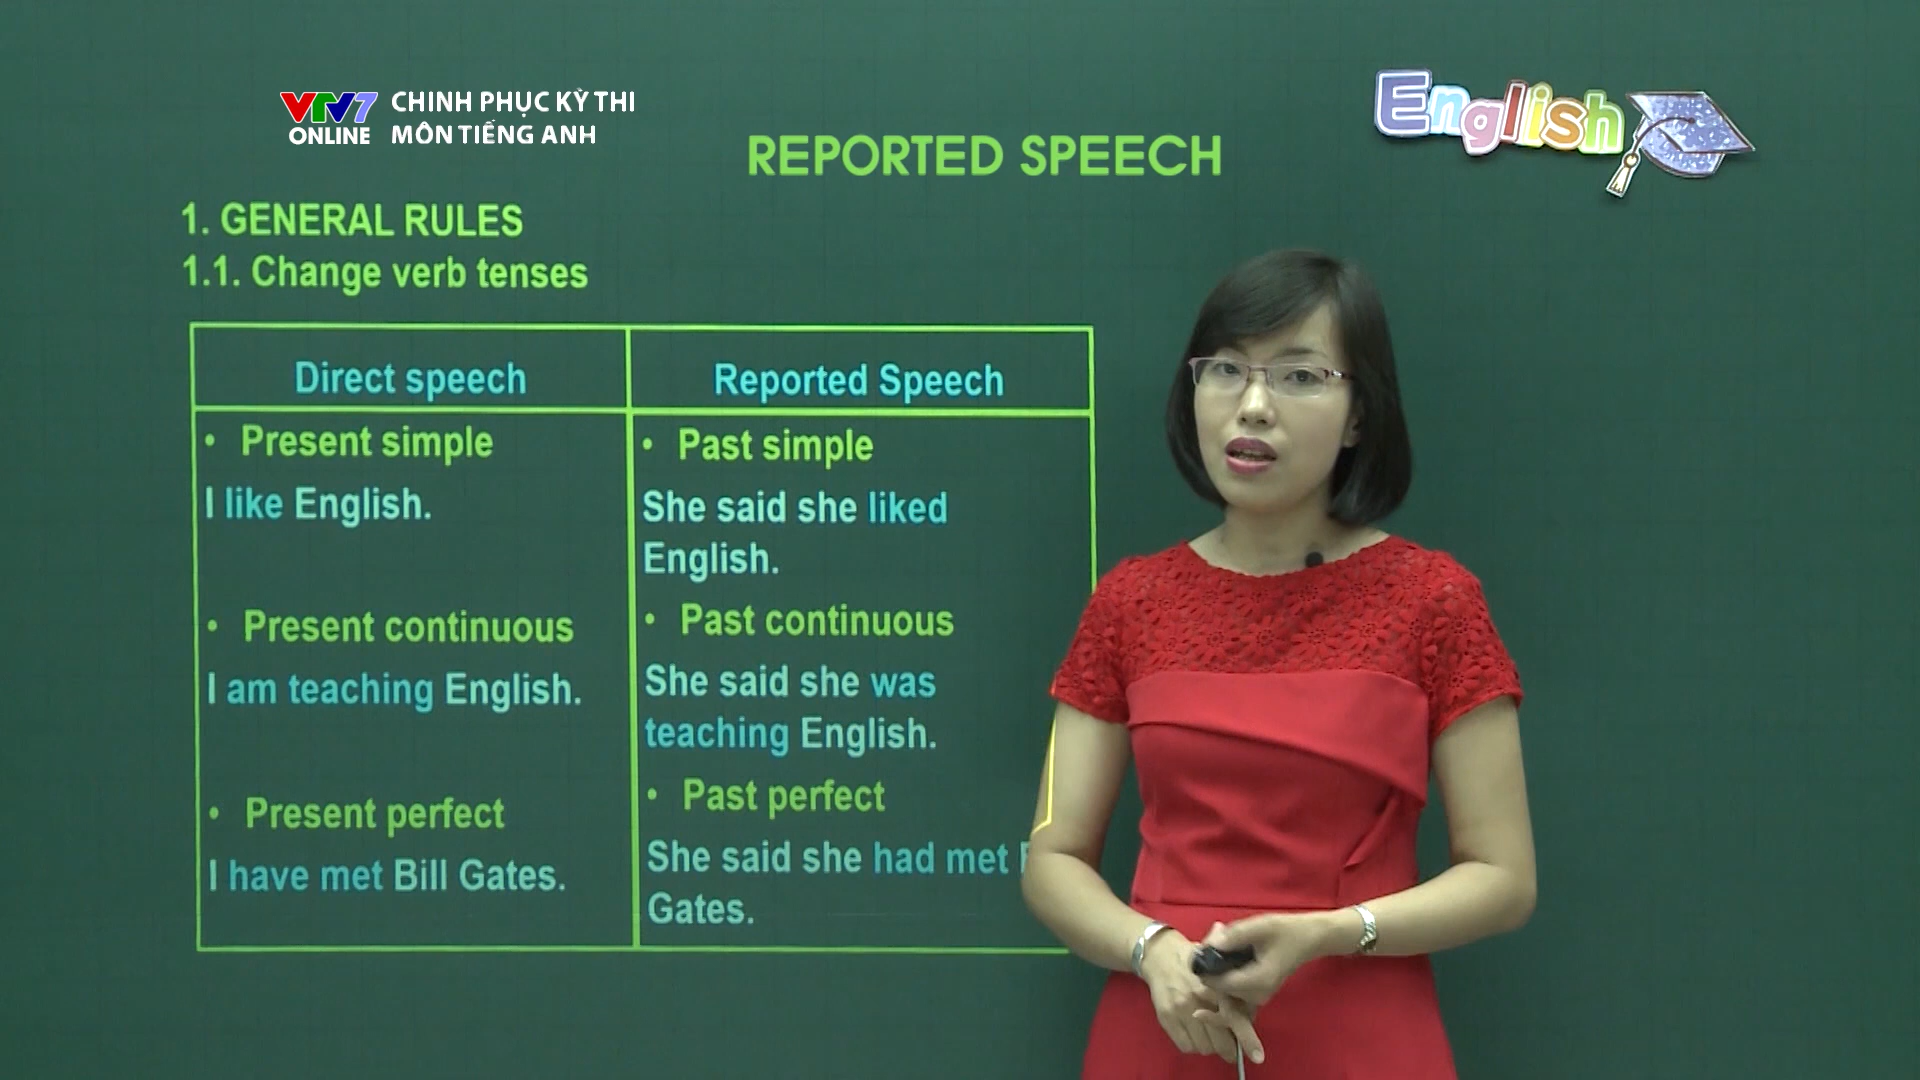 VTV7
ONLINE
CHINH PHỤC KỲ THI
MÔN TIẾNG ANH
English
REPORTED SPEECH
1. GENERAL RULES
1.1. Change verb tenses
Direct speech
Reported Speech
• Present simple
I like English.
• Past simple
She said she liked
English.
• Present continuous
I am teaching English.
• Past continuous
She said she was
teaching English.
• Present perfect
I have met Bill Gates.
• Past perfect
She said she had met
Gates.